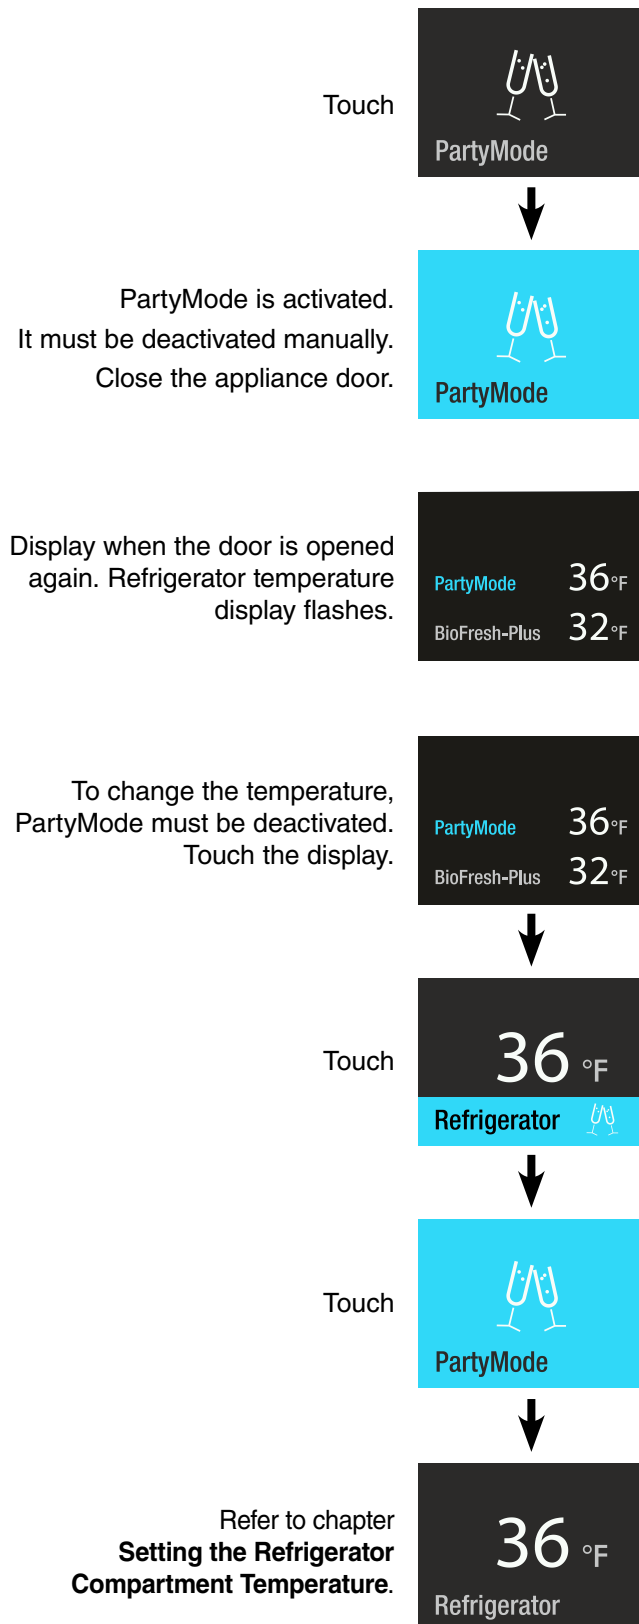 Touch
PartyMode
PartyMode is activated.
It must be deactivated manually.
Close the appliance door.
PartyMode
Display when the door is opened
again. Refrigerator temperature
display flashes.
PartyMode 36°F
BioFresh-Plus 32°F
To change the temperature,
PartyMode must be deactivated.
Touch the display.
PartyMode 36°F
BioFresh-Plus 32°F
Touch
36 °F
Refrigerator
Touch
PartyMode
Refer to chapter
Setting the Refrigerator
Compartment Temperature.
36 °F
Refrigerator